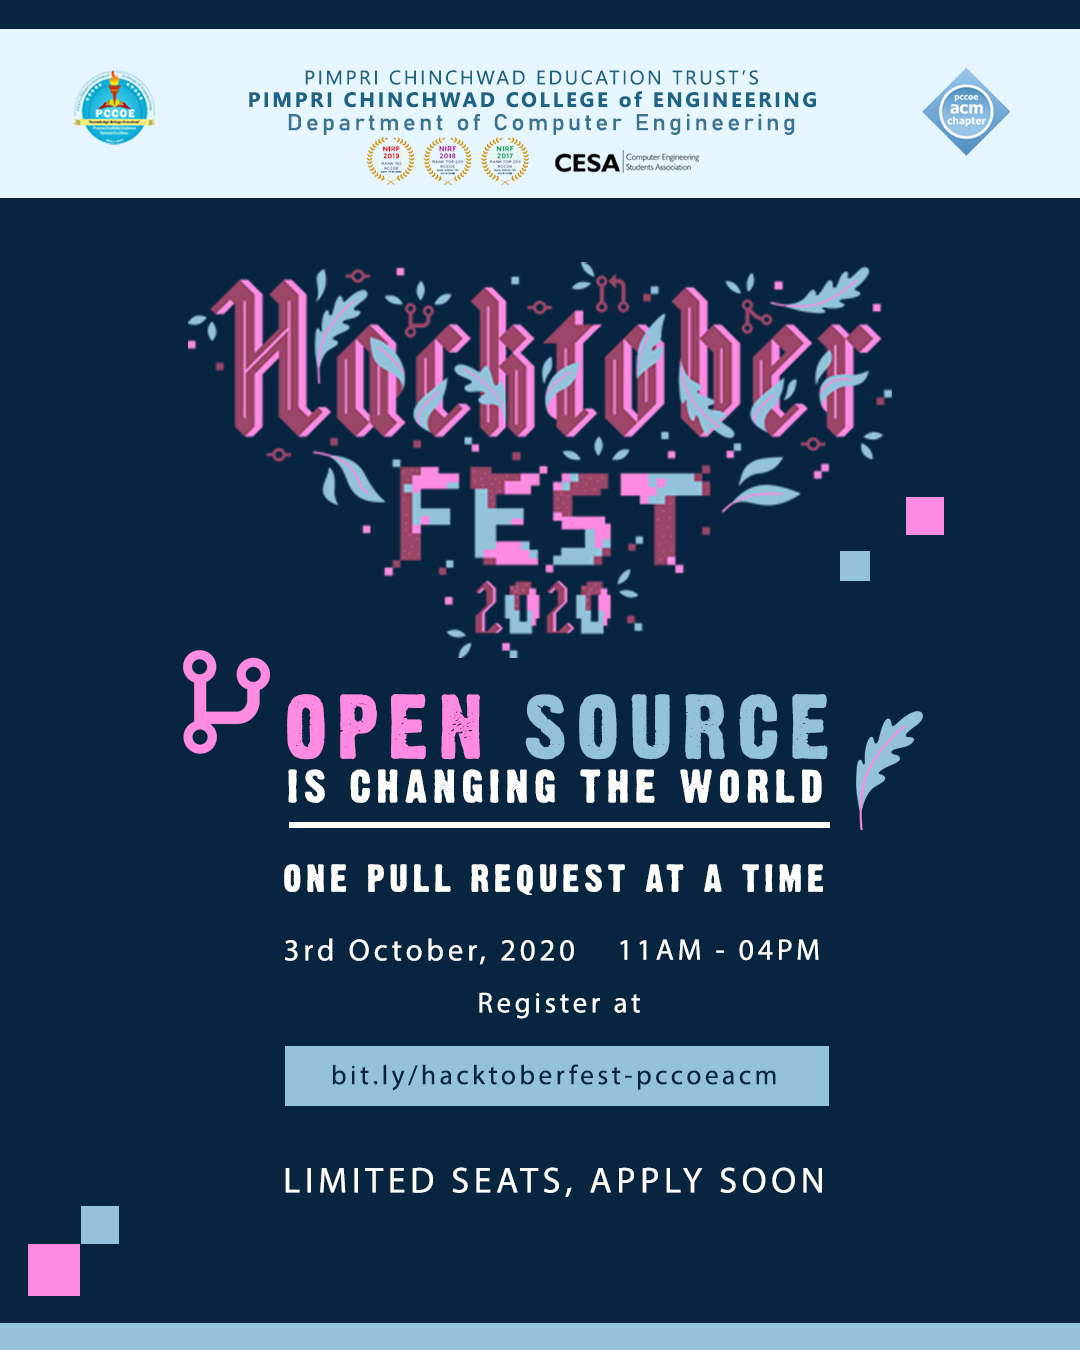 PIMPRI CHINCHWAD EDUCATION TRUST'S
PIMPRI CHINCHWAD COLLEGE of ENGINEERING
Department of Computer Engineering
PCCOE
pccoe
acm
chapter
NIRF
2019
NIRF
2018
NIRF
2017
CESA
Computer Engineering
Students Association
Hacktober
FEST
2020
OPEN SOURCE
IS CHANGING THE WORLD
ONE PULL REQUEST AT A TIME
3rd October, 2020 11AM - 04PM
Register at
bit.ly/hacktoberfest-pccoeacm
LIMITED SEATS, APPLY SOON